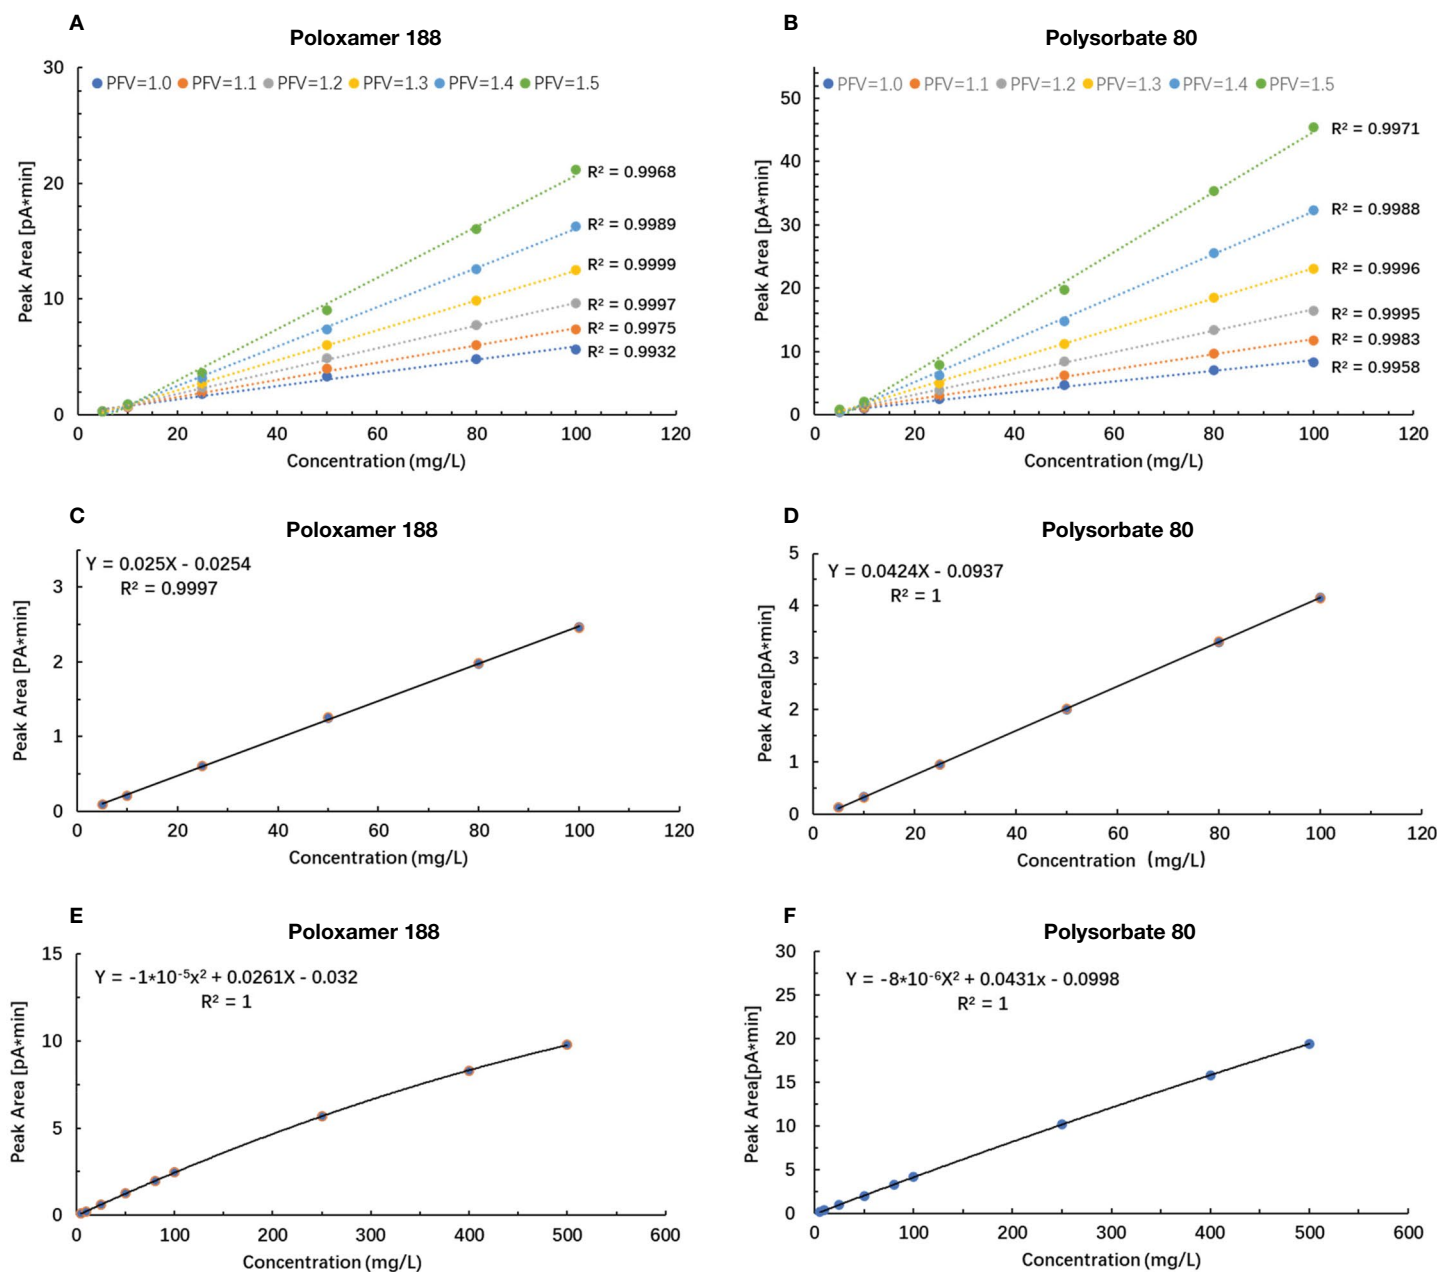 A
Poloxamer 188
PFV=1.0 PFV=1.1 PFV=1.2 PFV=1.3 PFV=1.4 PFV=1.5
30
20
10
0
Peak Area [pA*min]
R² = 0.9968
R² = 0.9989
R² = 0.9999
R² = 0.9997
R² = 0.9975
R² = 0.9932
0 20 40 60 80 100 120
Concentration (mg/L)
B
Polysorbate 80
PFV=1.0 PFV=1.1 PFV=1.2 PFV=1.3 PFV=1.4 PFV=1.5
50
40
30
20
10
0
Peak Area [pA*min]
R² = 0.9971
R² = 0.9988
R² = 0.9996
R² = 0.9995
R² = 0.9983
R² = 0.9958
0 20 40 60 80 100 120
Concentration (mg/L)
C
Poloxamer 188
Y = 0.025X - 0.0254
R² = 0.9997
3
2
1
0
Peak Area [PA*min]
0 20 40 60 80 100 120
Concentration (mg/L)
D
Polysorbate 80
Y = 0.0424X - 0.0937
R² = 1
5
4
3
2
1
0
Peak Area[pA*min]
0 20 40 60 80 100 120
Concentration (mg/L)
E
Poloxamer 188
Y = -1*10⁻⁵x² + 0.0261X - 0.032
R² = 1
15
10
5
0
Peak Area [pA*min]
0 100 200 300 400 500 600
Concentration (mg/L)
F
Polysorbate 80
Y = -8*10⁻⁶X² + 0.0431x - 0.0998
R² = 1
30
25
20
15
10
5
0
Peak Area[pA*min]
0 100 200 300 400 500 600
Concentration (mg/L)